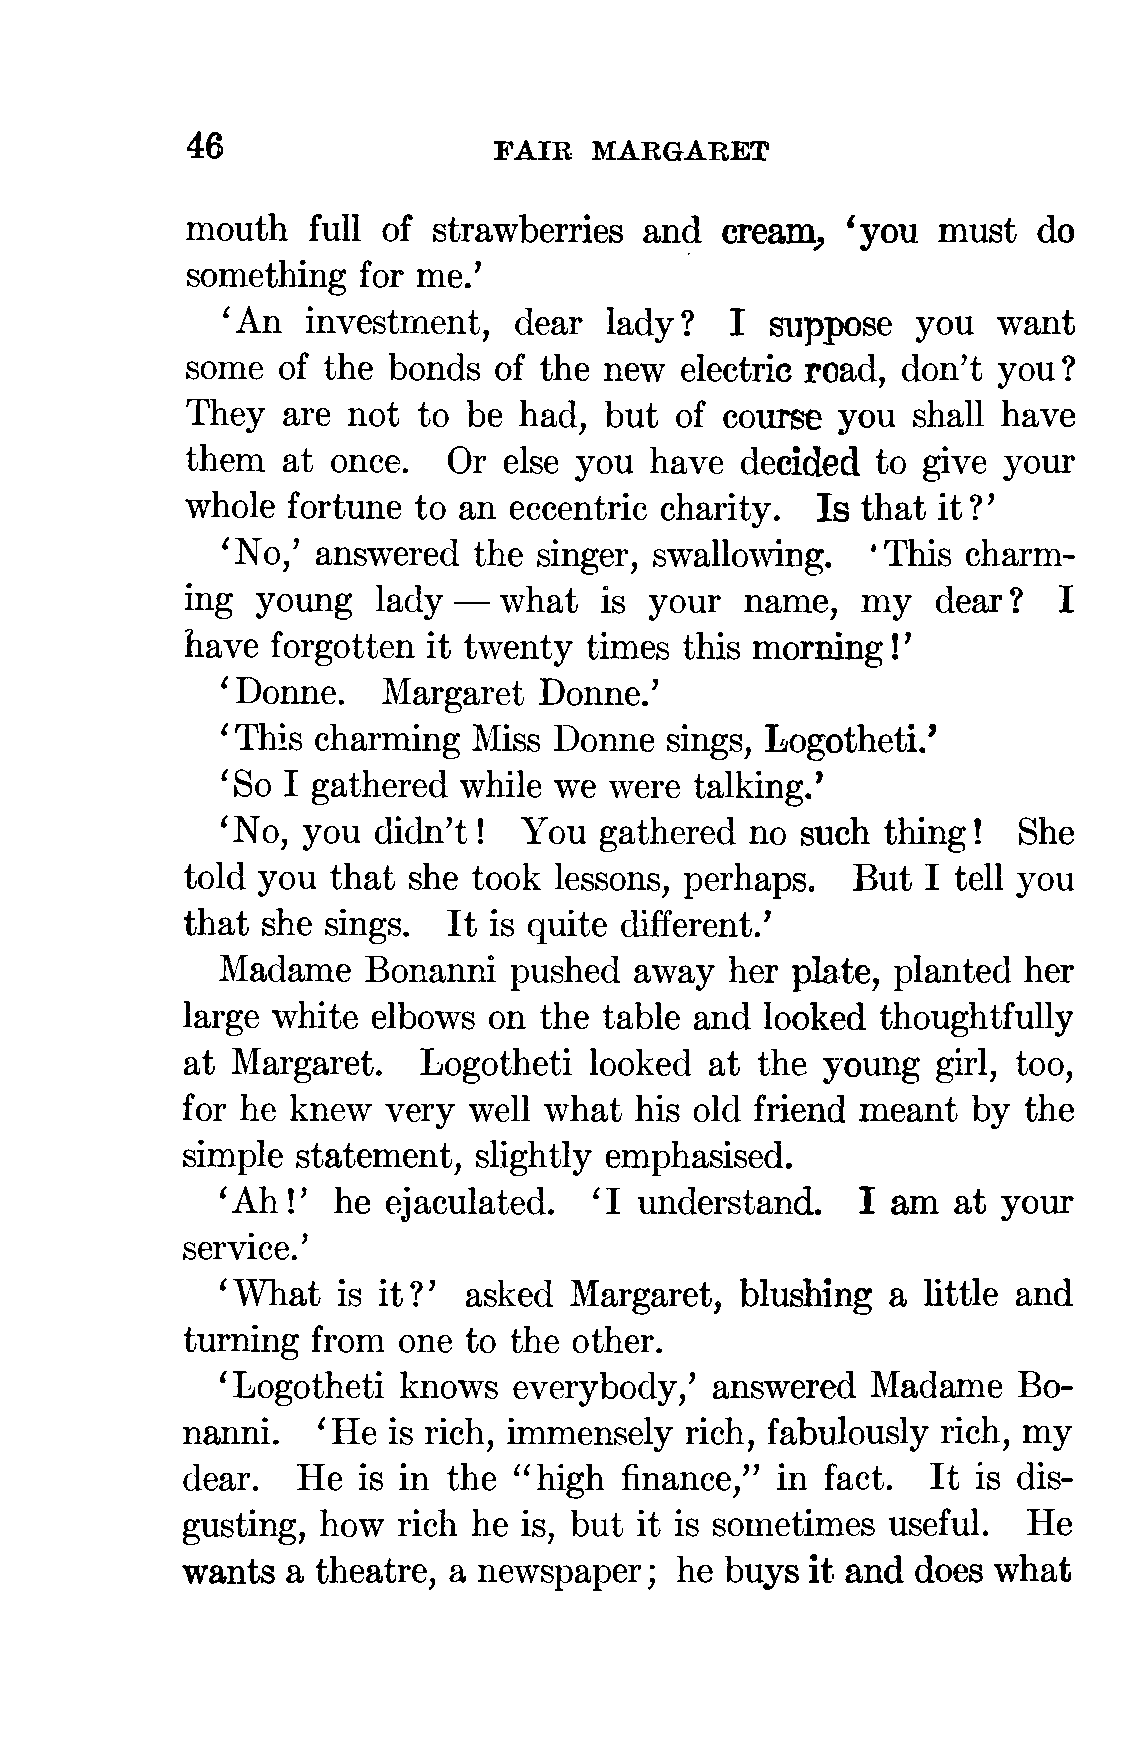 46
FAIR MARGARET
mouth full of strawberries and cream, ‘you must do
something for me.’
‘An investment, dear lady? I suppose you want
some of the bonds of the new electric road, don’t you?
They are not to be had, but of course you shall have
them at once. Or else you have decided to give your
whole fortune to an eccentric charity. Is that it?’
‘No,’ answered the singer, swallowing. ‘This charm-
ing young lady — what is your name, my dear? I
have forgotten it twenty times this morning!’
‘Donne. Margaret Donne.’
‘This charming Miss Donne sings, Logotheti.’
‘So I gathered while we were talking.’
‘No, you didn’t! You gathered no such thing! She
told you that she took lessons, perhaps. But I tell you
that she sings. It is quite different.’
Madame Bonanni pushed away her plate, planted her
large white elbows on the table and looked thoughtfully
at Margaret. Logotheti looked at the young girl, too,
for he knew very well what his old friend meant by the
simple statement, slightly emphasised.
‘Ah!’ he ejaculated. ‘I understand. I am at your
service.’
‘What is it?’ asked Margaret, blushing a little and
turning from one to the other.
‘Logotheti knows everybody,’ answered Madame Bo-
nanni. ‘He is rich, immensely rich, fabulously rich, my
dear. He is in the “high finance,” in fact. It is dis-
gusting, how rich he is, but it is sometimes useful. He
wants a theatre, a newspaper; he buys it and does what